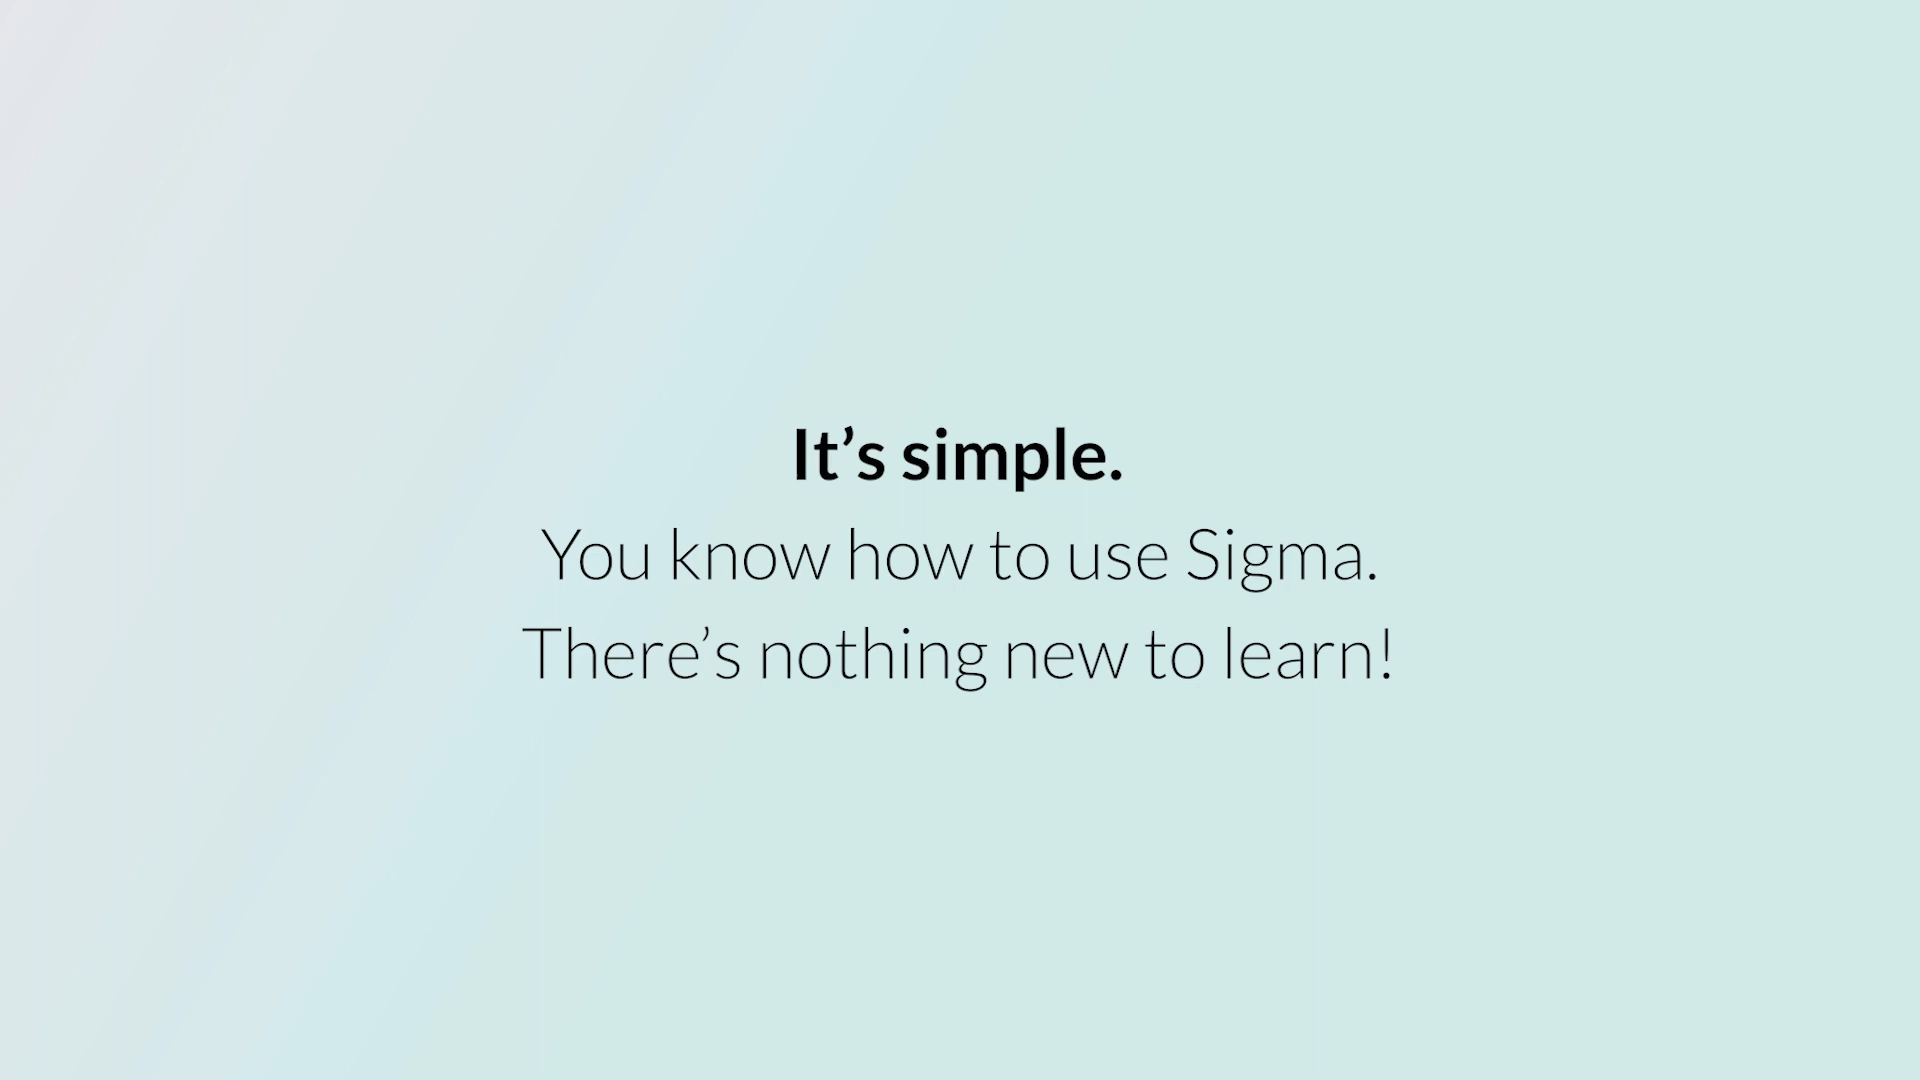 It’s simple.
You know how to use Sigma.
There’s nothing new to learn!